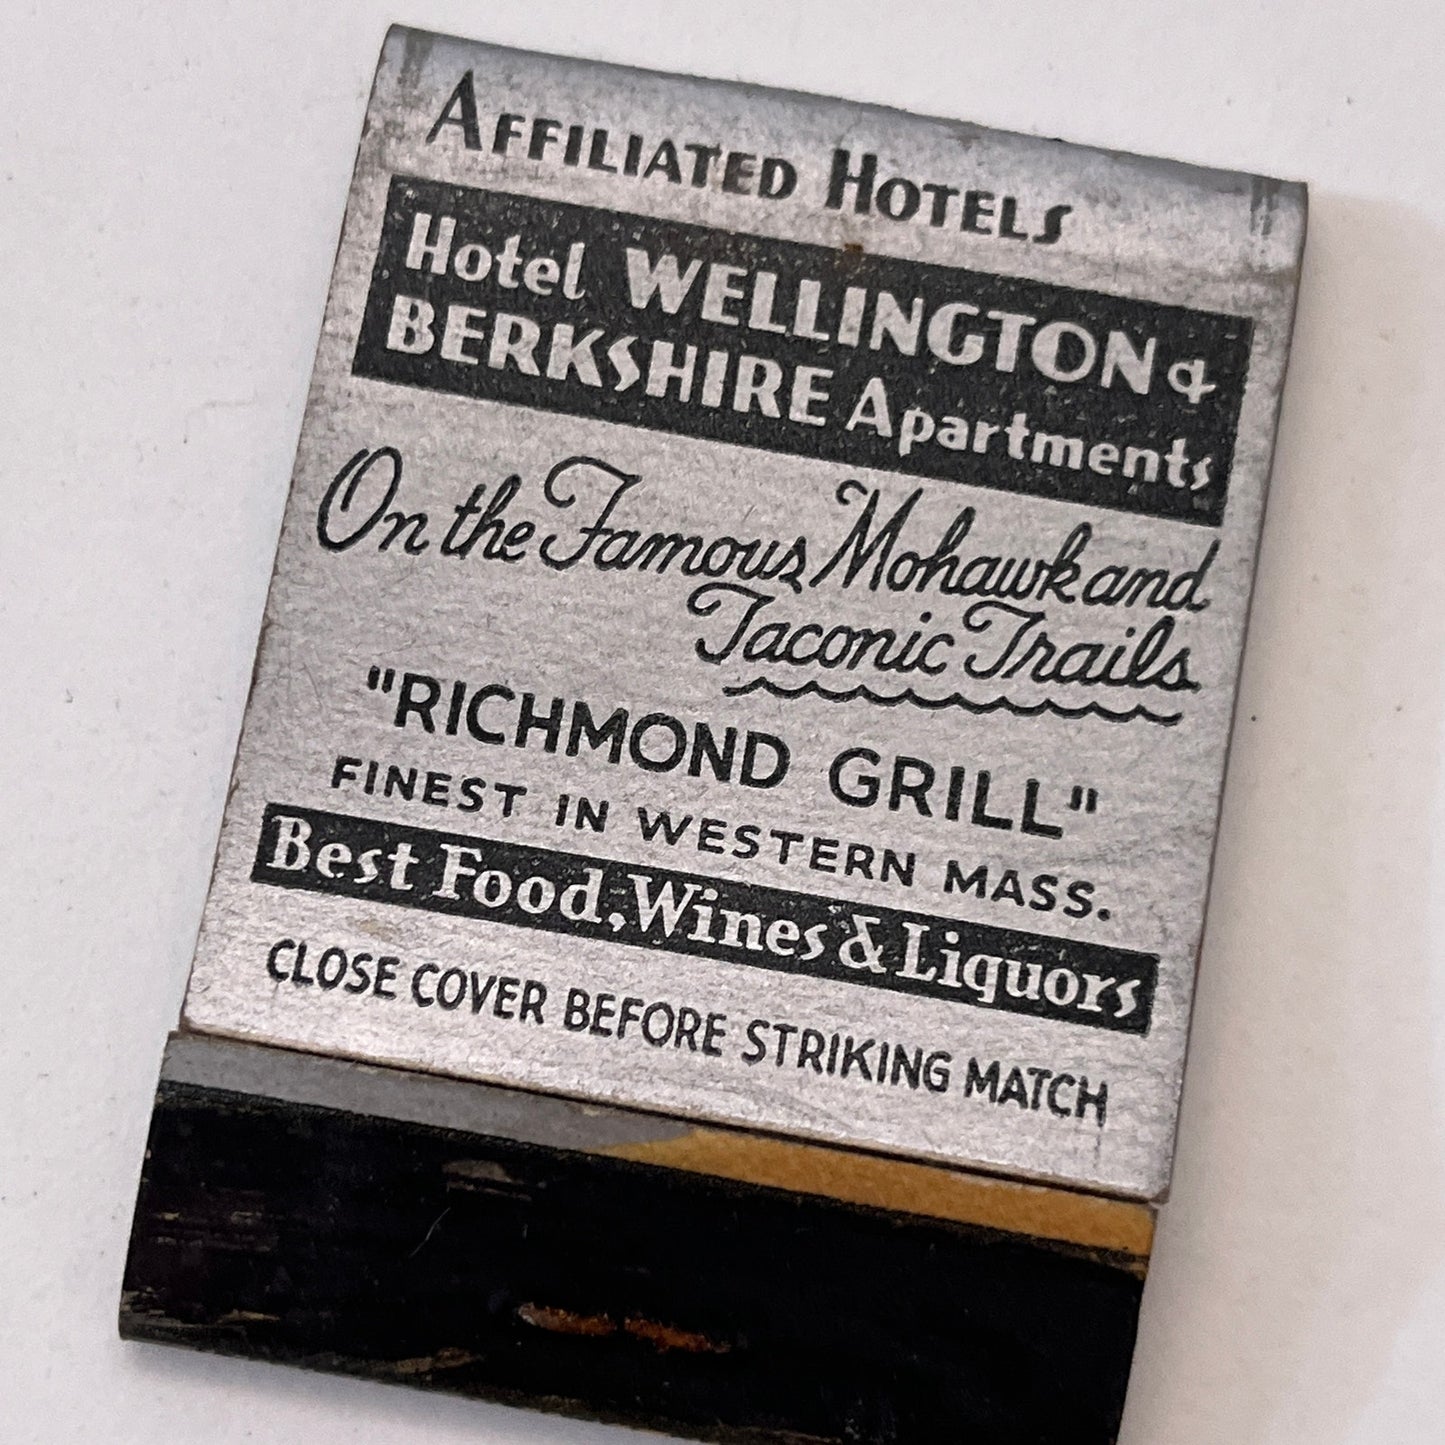 AFFILIATED HOTELS
Hotel WELLINGTON &
BERKSHIRE Apartments
On the Famous Mohawk and
Taconic Trails
"RICHMOND GRILL"
FINEST IN WESTERN MASS.
Best Food, Wines & Liquors
CLOSE COVER BEFORE STRIKING MATCH